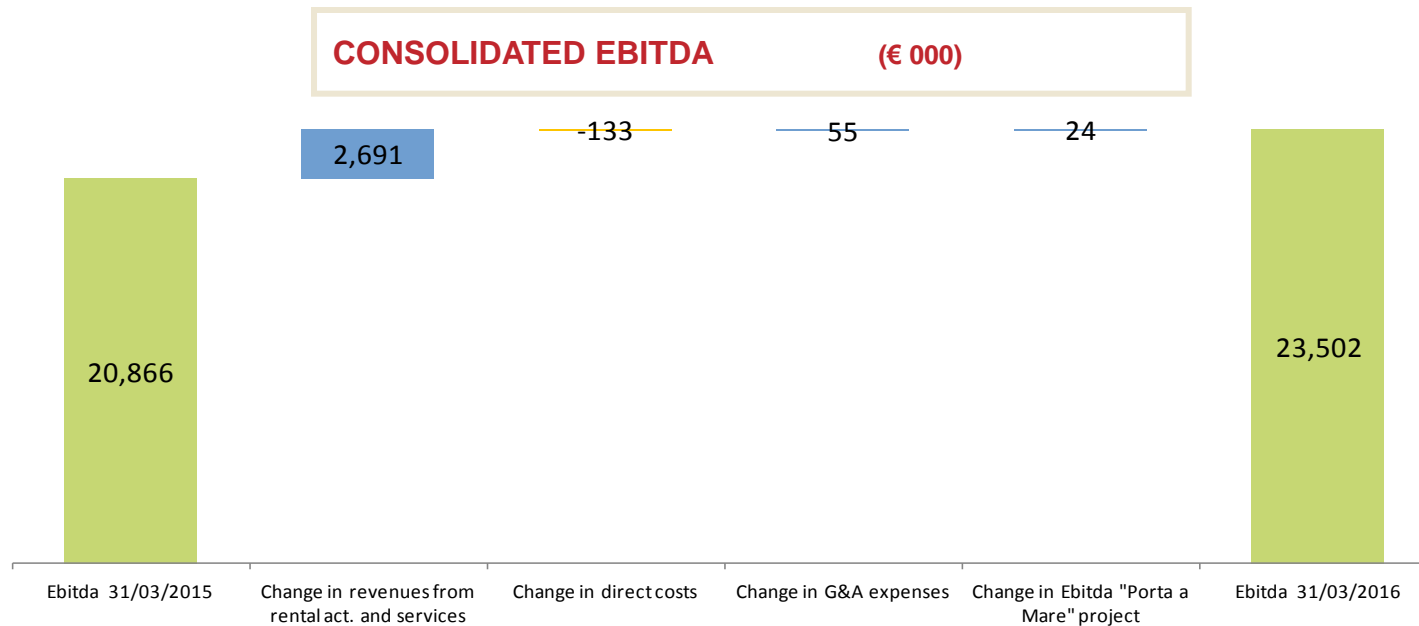 CONSOLIDATED EBITDA (€ 000)
20,866
2,691
-133
55
24
23,502
Ebitda 31/03/2015
Change in revenues from
rental act. and services
Change in direct costs
Change in G&A expenses
Change in Ebitda "Porta a
Mare" project
Ebitda 31/03/2016